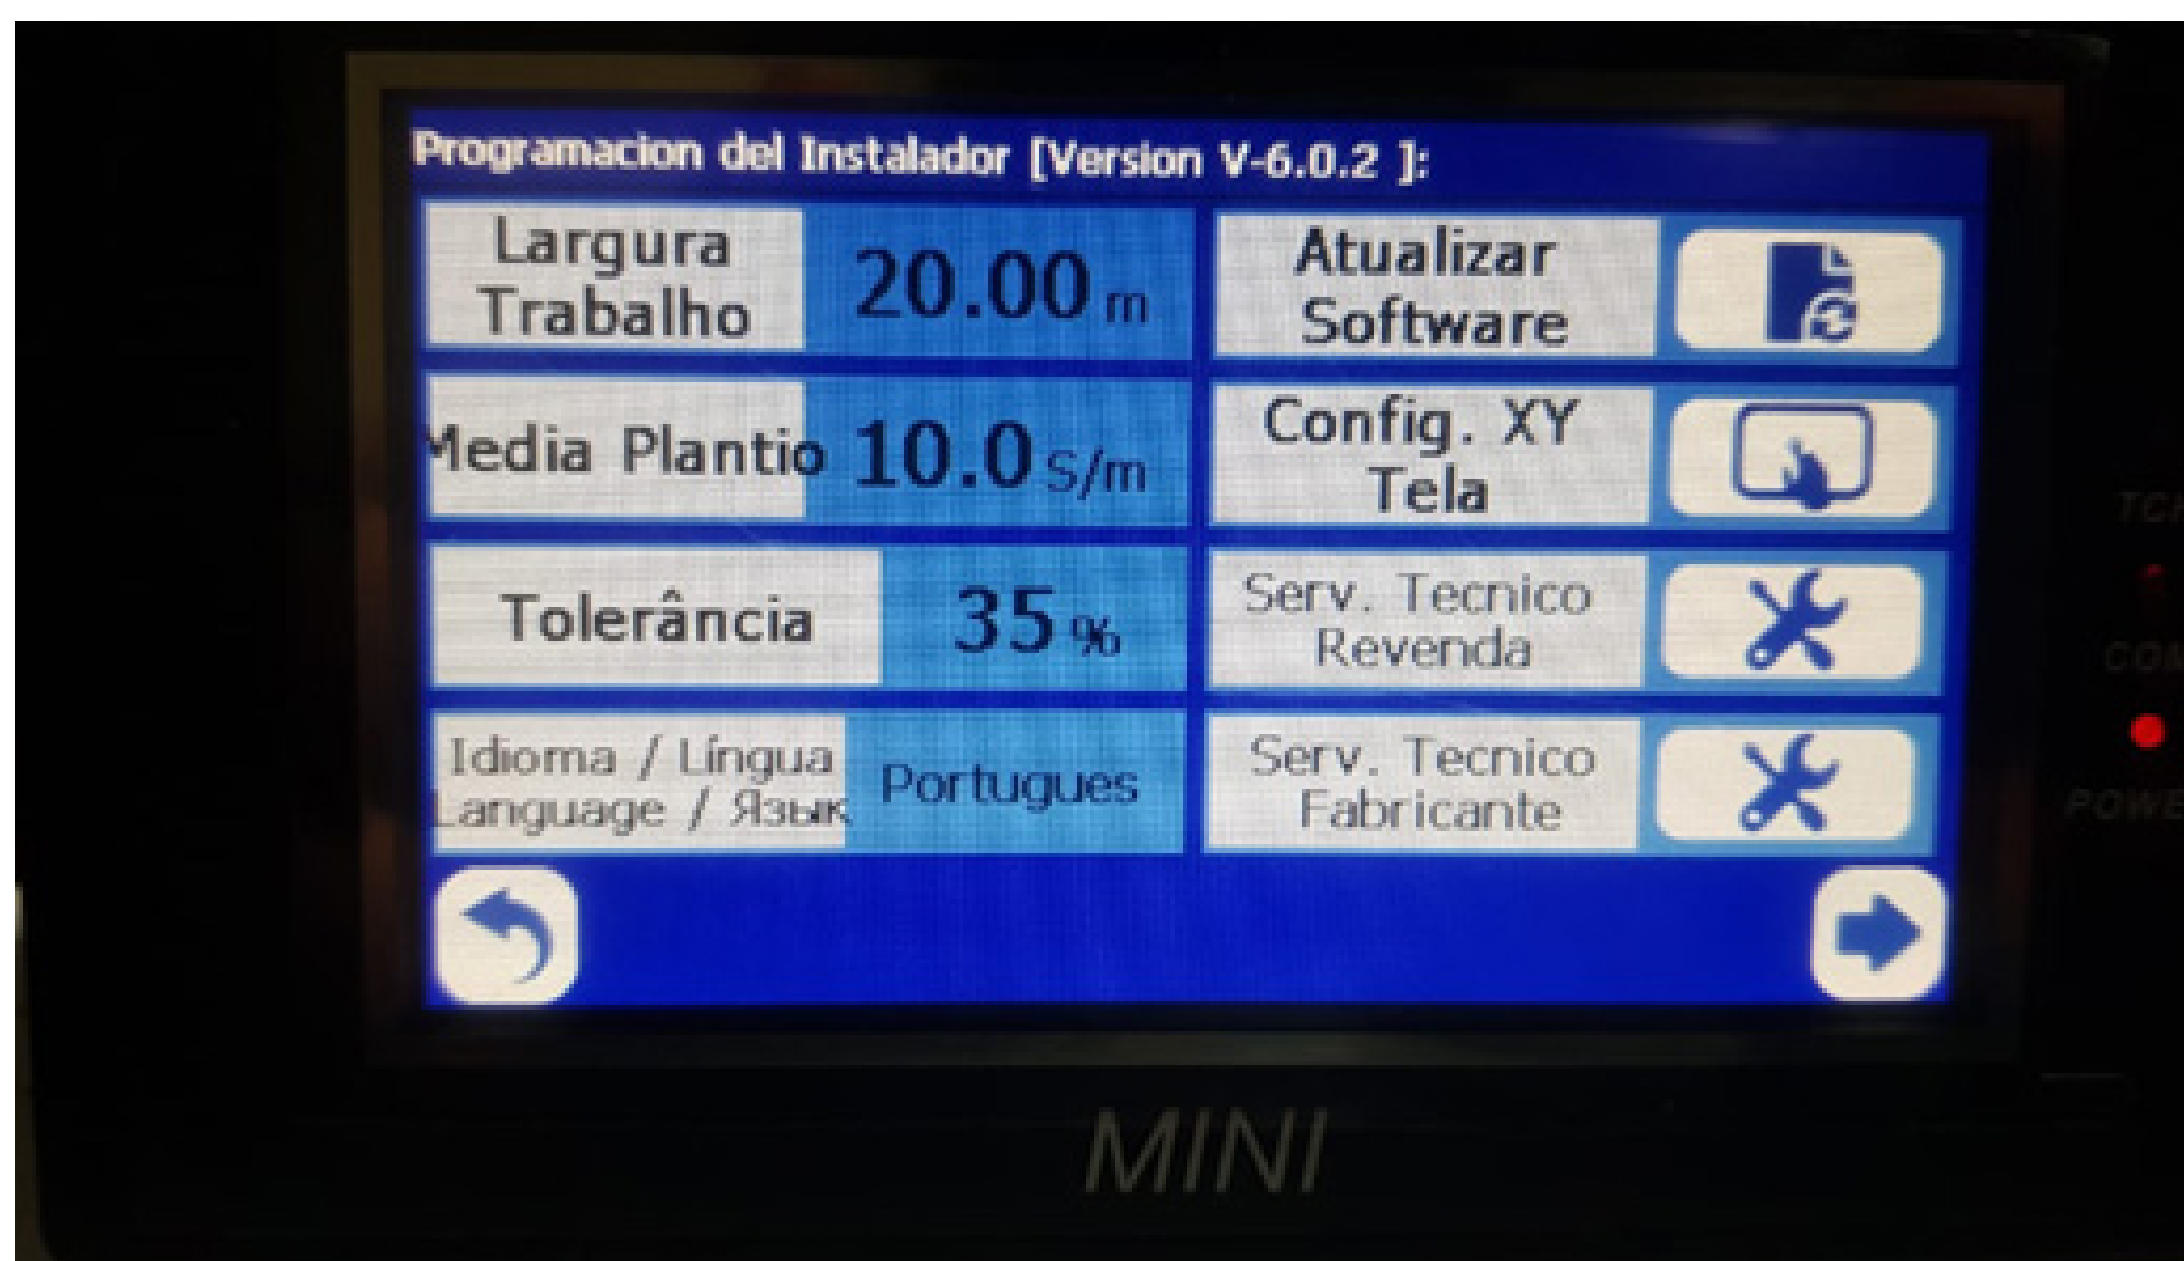 Programacion del Instalador [Version V-6.0.2 ]:
Largura
Trabalho
20.00 m
Atualizar
Software
Media Plantio
10.0 S/m
Config. XY
Tela
Tolerância
35 %
Serv. Tecnico
Revenda
Idioma / Língua
Language / Язык
Portugues
Serv. Tecnico
Fabricante
MINI